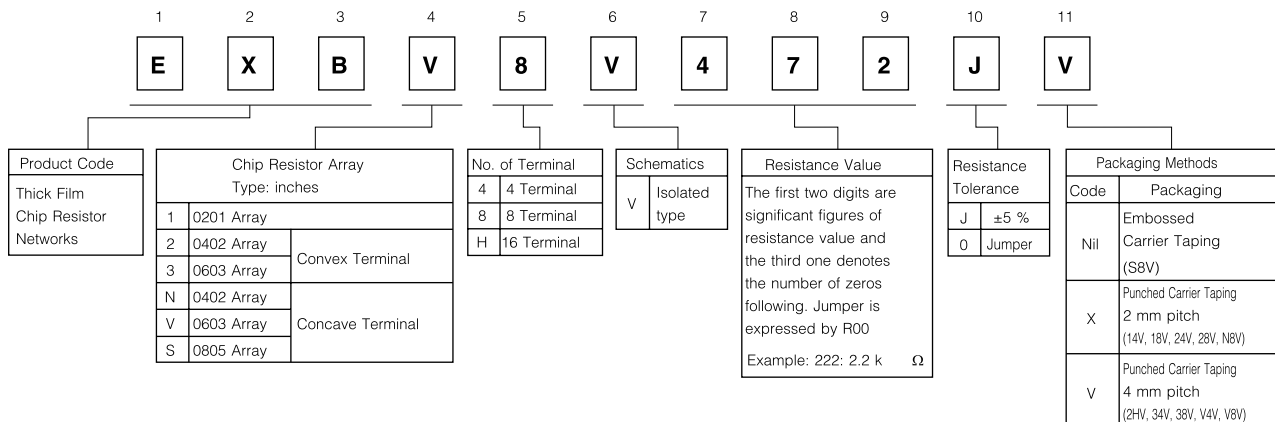 1 2 3 4 5 6 7 8 9 10 11
E X B V 8 V 4 7 2 J V
Product Code
Thick Film
Chip Resistor
Networks
Chip Resistor Array
Type: inches
1 0201 Array
2 0402 Array
3 0603 Array
Convex Terminal
N 0402 Array
V 0603 Array
S 0805 Array
Concave Terminal
No. of Terminal
4 4 Terminal
8 8 Terminal
H 16 Terminal
Schematics
V Isolated
type
Resistance Value
The first two digits are
significant figures of
resistance value and
the third one denotes
the number of zeros
following. Jumper is
expressed by R00
Example: 222: 2.2 k Ω
Resistance
Tolerance
J ±5 %
0 Jumper
Packaging Methods
Code Packaging
Nil
Embossed
Carrier Taping
(S8V)
X
Punched Carrier Taping
2 mm pitch
(14V, 18V, 24V, 28V, N8V)
V
Punched Carrier Taping
4 mm pitch
(2HV, 34V, 38V, V4V, V8V)